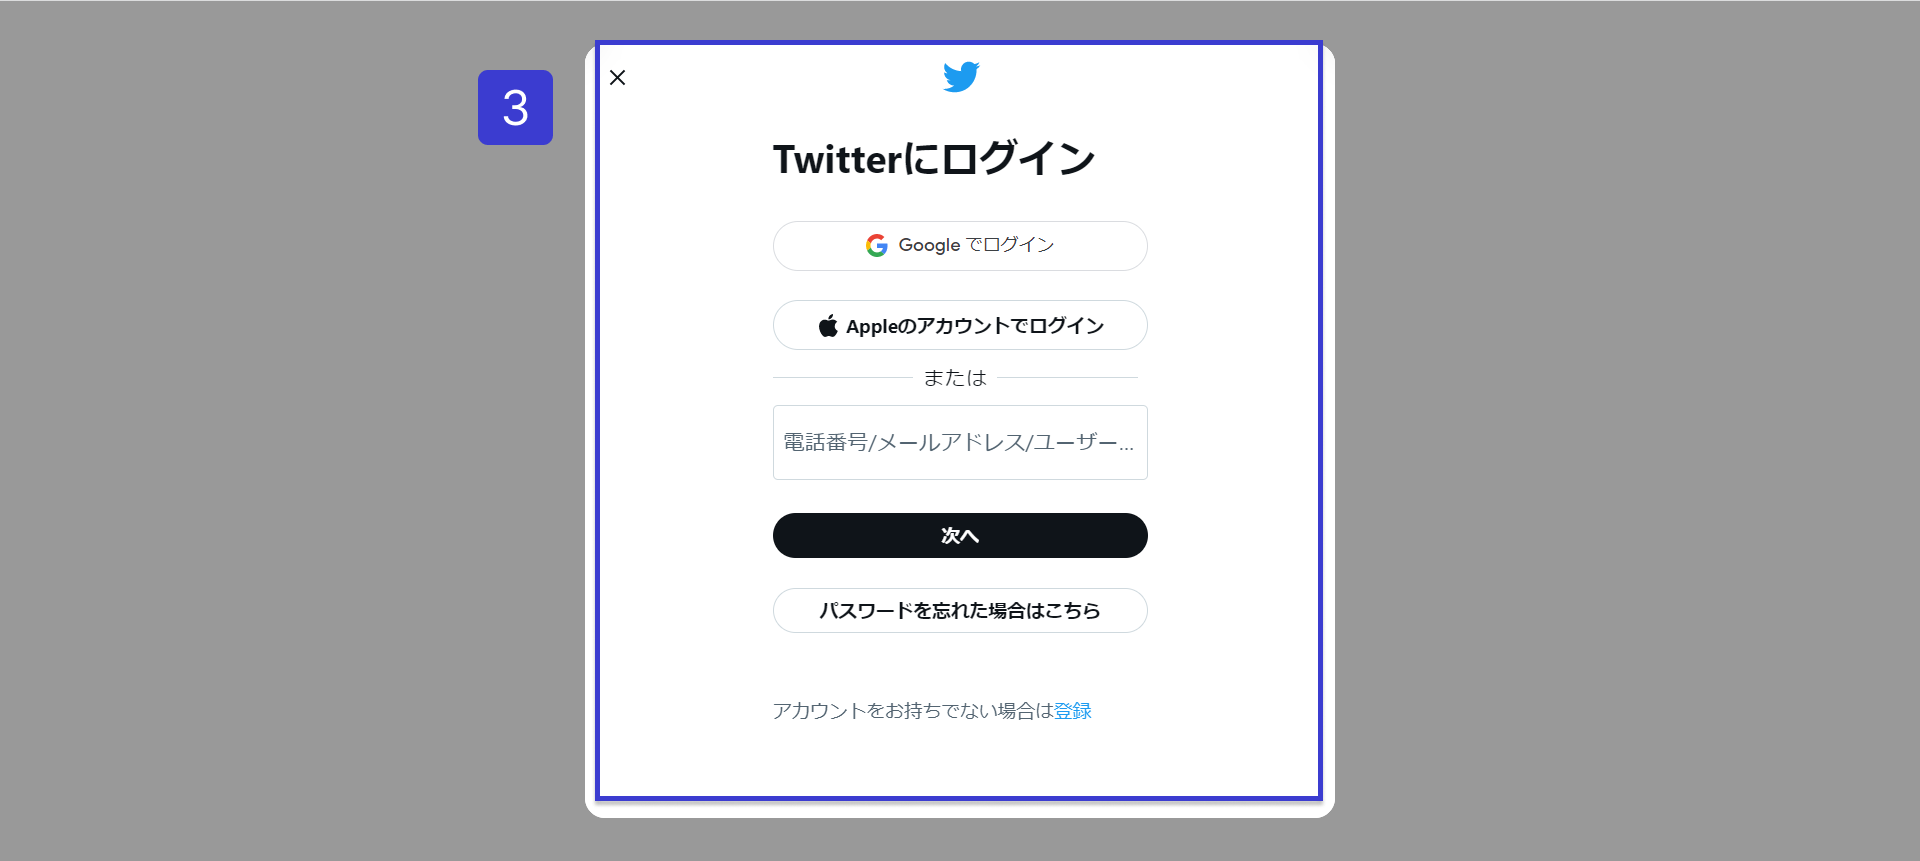 3
Twitterにログイン
Google でログイン
Appleのアカウントでログイン
または
電話番号/メールアドレス/ユーザー...
次へ
パスワードを忘れた場合はこちら
アカウントをお持ちでない場合は登録